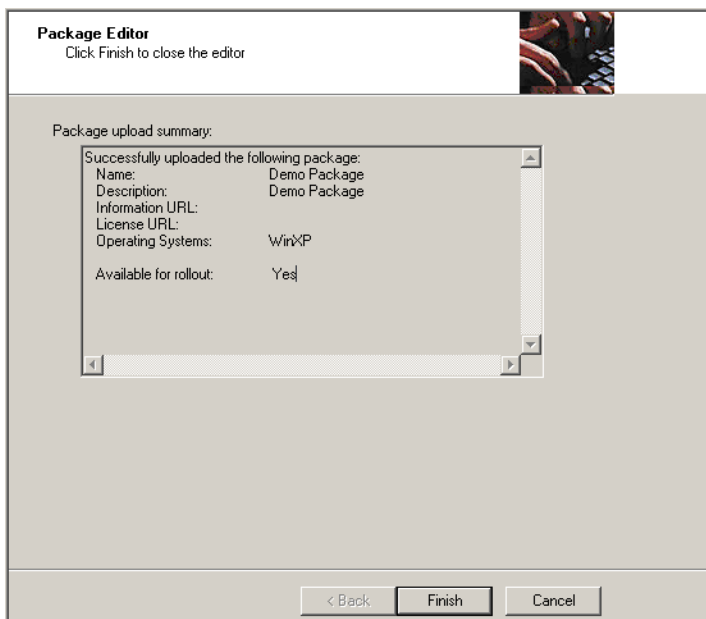 Package Editor
Click Finish to close the editor
Package upload summary:
Successfully uploaded the following package:
Name: Demo Package
Description: Demo Package
Information URL:
License URL:
Operating Systems: WinXP
Available for rollout: Yes
< Back Finish Cancel